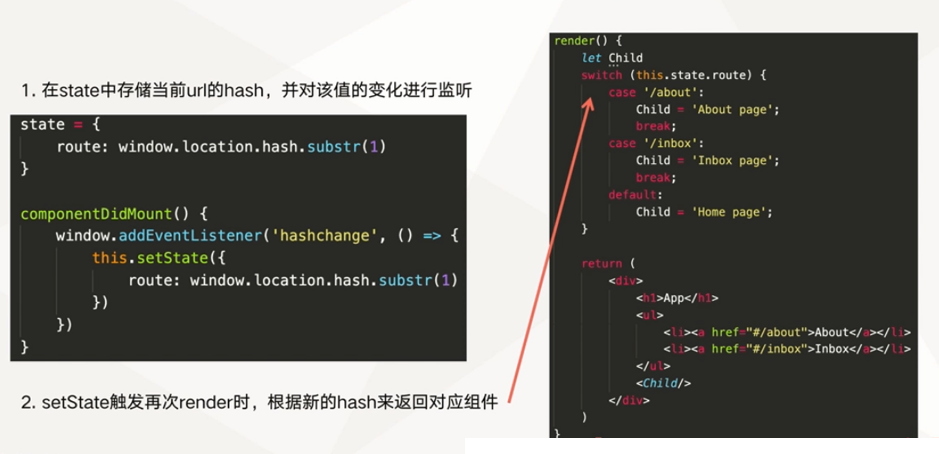 1. 在state中存储当前url的hash，并对该值的变化进行监听
state = {
    route: window.location.hash.substr(1)
}
componentDidMount() {
    window.addEventListener('hashchange', () => {
        this.setState({
            route: window.location.hash.substr(1)
        })
    })
}
2. setState触发再次render时，根据新的hash来返回对应组件
render() {
    let Child
    switch (this.state.route) {
        case '/about':
            Child = 'About page';
            break;
        case '/inbox':
            Child = 'Inbox page';
            break;
        default:
            Child = 'Home page';
    }
    return (
        <div>
            <h1>App</h1>
            <ul>
                <li><a href="#/about">About</a></li>
                <li><a href="#/inbox">Inbox</a></li>
            </ul>
            <Child/>
        </div>
    )
}